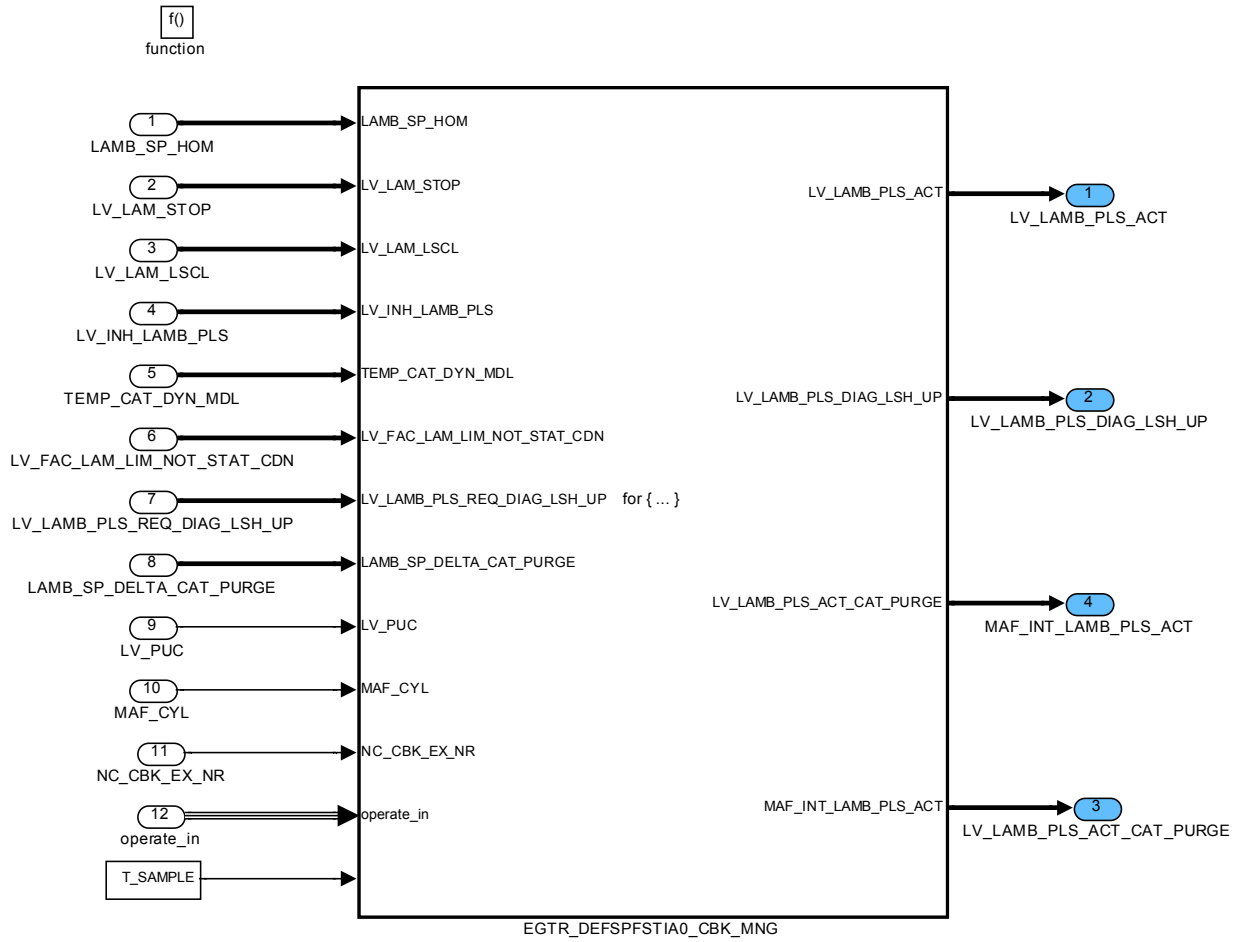 f()
function
1
LAMB_SP_HOM
LAMB_SP_HOM
2
LV_LAM_STOP
LV_LAM_STOP
LV_LAMB_PLS_ACT
1
LV_LAMB_PLS_ACT
3
LV_LAM_LSCL
LV_LAM_LSCL
4
LV_INH_LAMB_PLS
LV_INH_LAMB_PLS
5
TEMP_CAT_DYN_MDL
TEMP_CAT_DYN_MDL
LV_LAMB_PLS_DIAG_LSH_UP
2
LV_LAMB_PLS_DIAG_LSH_UP
6
LV_FAC_LAM_LIM_NOT_STAT_CDN
LV_FAC_LAM_LIM_NOT_STAT_CDN
7
LV_LAMB_PLS_REQ_DIAG_LSH_UP for { ... }
LV_LAMB_PLS_REQ_DIAG_LSH_UP
8
LAMB_SP_DELTA_CAT_PURGE
LAMB_SP_DELTA_CAT_PURGE
LV_LAMB_PLS_ACT_CAT_PURGE
4
MAF_INT_LAMB_PLS_ACT
9
LV_PUC
LV_PUC
10
MAF_CYL
MAF_CYL
11
NC_CBK_EX_NR
NC_CBK_EX_NR
12
operate_in
operate_in
MAF_INT_LAMB_PLS_ACT
3
LV_LAMB_PLS_ACT_CAT_PURGE
T_SAMPLE
EGTR_DEFSPFSTIA0_CBK_MNG